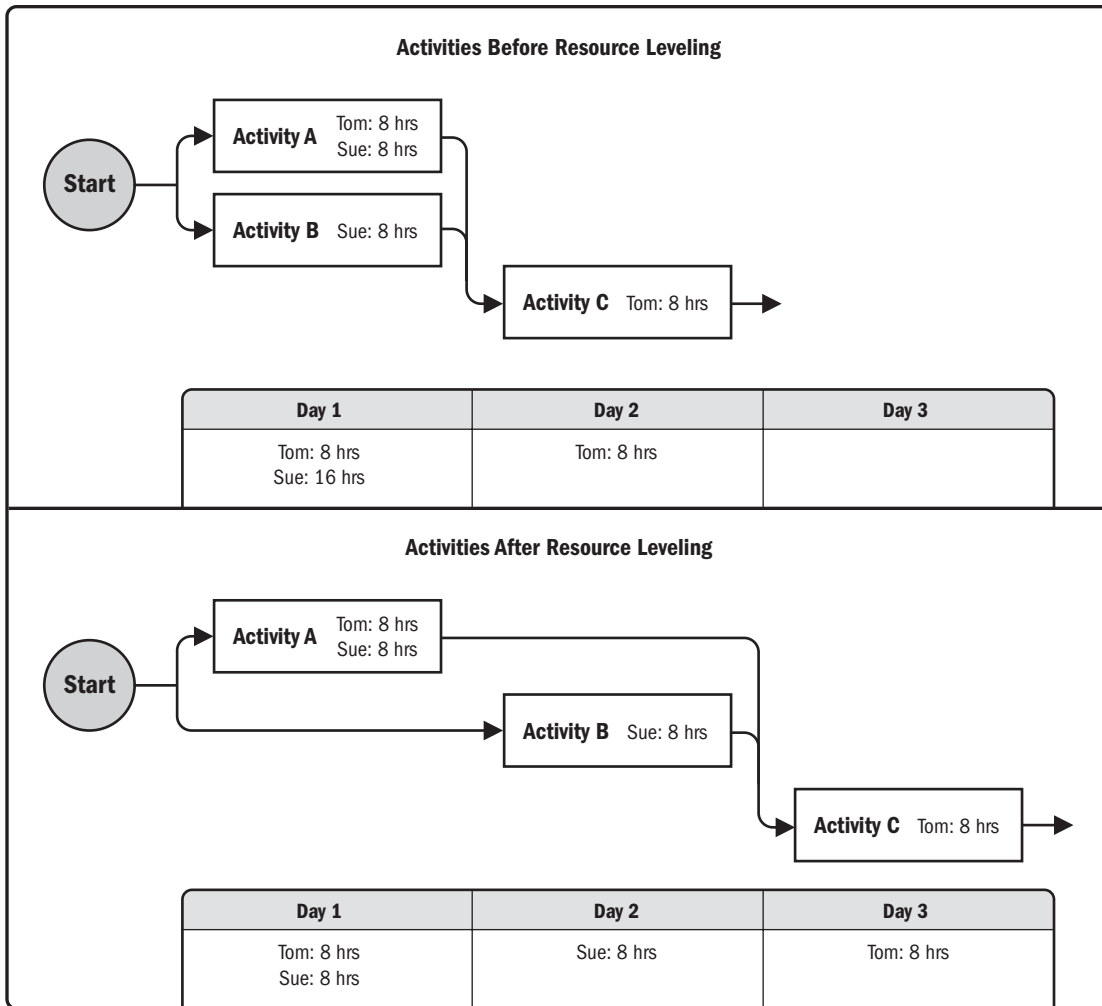 Activities Before Resource Leveling
Start
Activity A
Tom: 8 hrs
Sue: 8 hrs
Activity B Sue: 8 hrs
Activity C Tom: 8 hrs
Day 1 Day 2 Day 3
Tom: 8 hrs Tom: 8 hrs
Sue: 16 hrs
Activities After Resource Leveling
Start
Activity A
Tom: 8 hrs
Sue: 8 hrs
Activity B Sue: 8 hrs
Activity C Tom: 8 hrs
Day 1 Day 2 Day 3
Tom: 8 hrs Sue: 8 hrs Tom: 8 hrs
Sue: 8 hrs